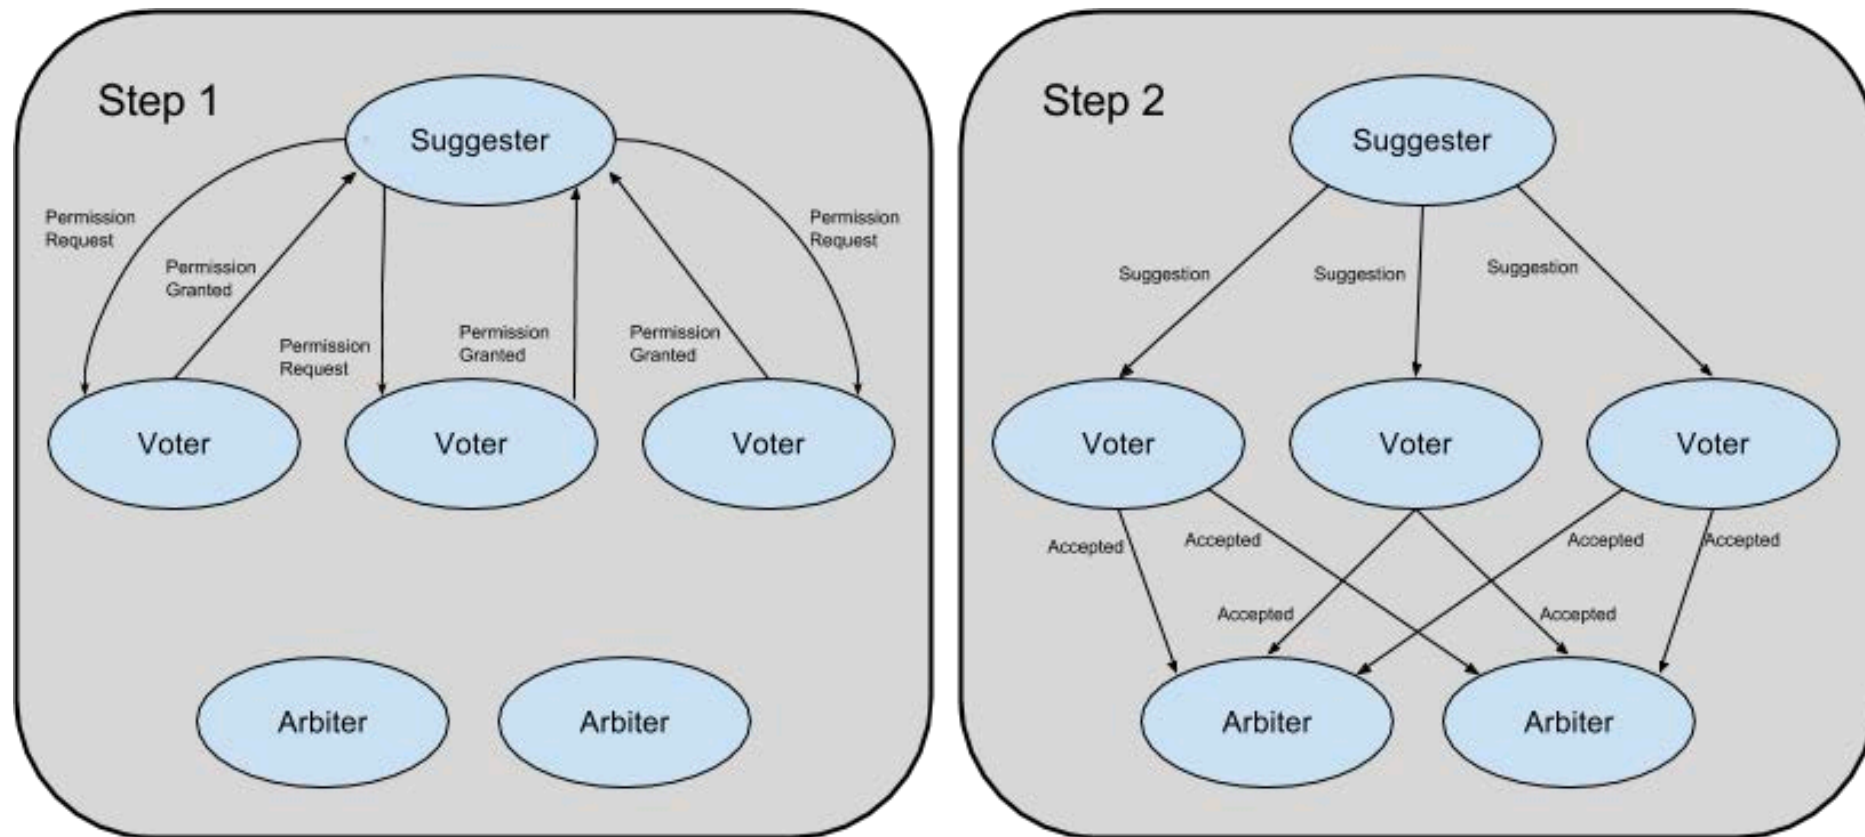 Step 1
Suggester
Permission
Request
Permission
Request
Permission
Granted
Permission
Request
Permission
Granted
Permission
Granted
Voter
Voter
Voter
Arbiter
Arbiter
Step 2
Suggester
Suggestion
Suggestion
Suggestion
Voter
Voter
Voter
Accepted
Accepted
Accepted
Accepted
Accepted
Accepted
Arbiter
Arbiter